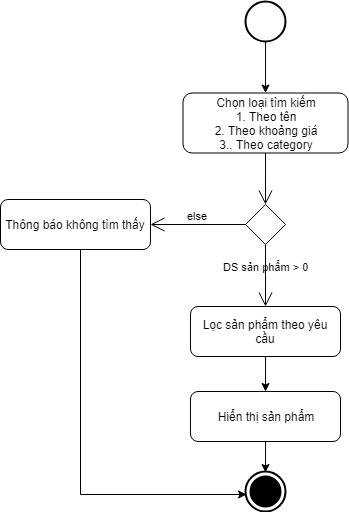 Chọn loại tìm kiếm
1. Theo tên
2. Theo khoảng giá
3.. Theo category
else
Thông báo không tìm thấy
DS sản phẩm > 0
Lọc sản phẩm theo yêu
cầu
Hiển thị sản phẩm